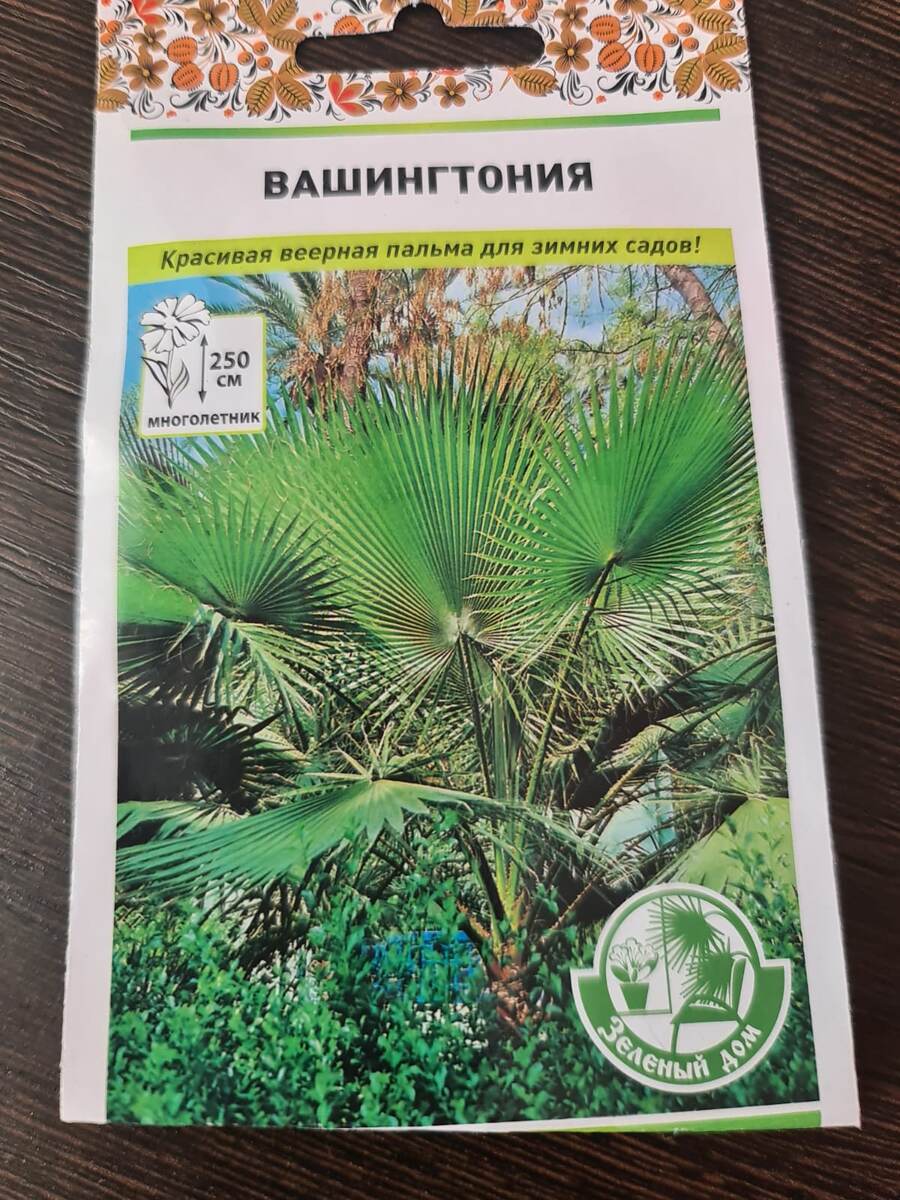 ВАШИНГТОНИЯ
Красивая веерная пальма для зимних садов!
250
см
многолетник
Зеленый дом